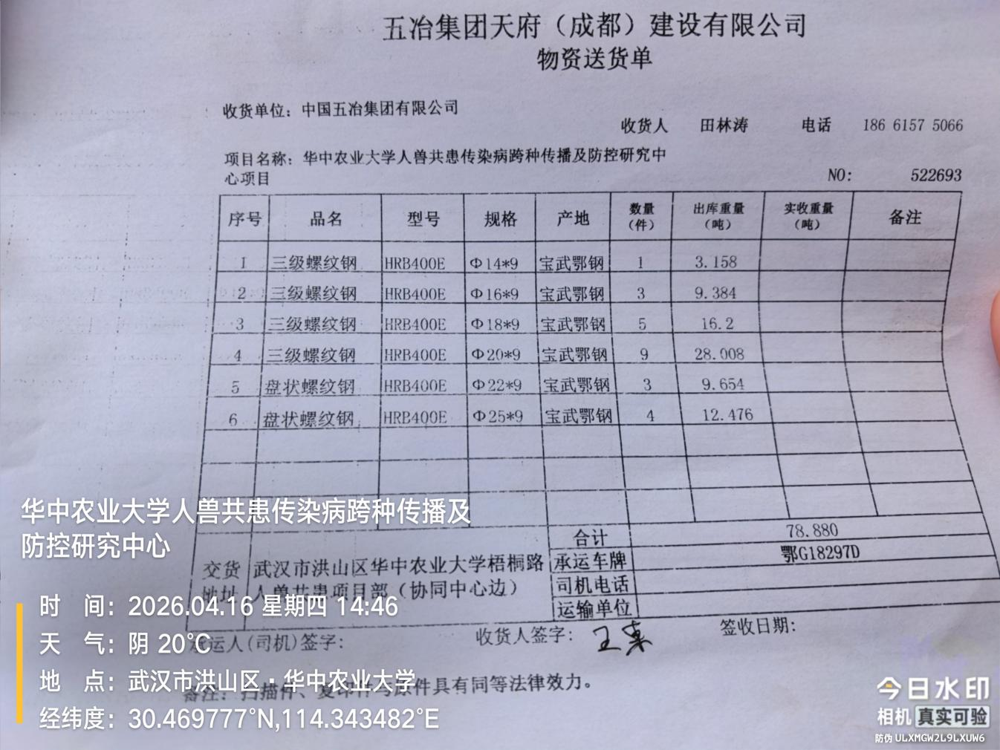 五冶集团天府（成都）建设有限公司
物资送货单
收货单位：中国五冶集团有限公司
收货人 田林涛 电话 186 6157 5066
项目名称：华中农业大学人兽共患传染病跨种传播及防控研究中
心项目
NO: 522693
序号 品名 型号 规格 产地 数量（件） 出库重量（吨） 实收重量（吨） 备注
1 三级螺纹钢 HRB400E Φ14*9 宝武鄂钢 1 3.158
2 三级螺纹钢 HRB400E Φ16*9 宝武鄂钢 3 9.384
3 三级螺纹钢 HRB400E Φ18*9 宝武鄂钢 5 16.2
4 三级螺纹钢 HRB400E Φ20*9 宝武鄂钢 9 28.008
5 盘状螺纹钢 HRB400E Φ22*9 宝武鄂钢 3 9.654
6 盘状螺纹钢 HRB400E Φ25*9 宝武鄂钢 4 12.476
合计 78.880
承运车牌 鄂G18297D
司机电话
运输单位
交货地址 武汉市洪山区华中农业大学梧桐路
人兽共患项目部（协同中心边）
承运人(司机)签字：
收货人签字：
签收日期：
备注：扫描件、复印件与原件具有同等法律效力。
华中农业大学人兽共患传染病跨种传播及
防控研究中心
时 间：2026.04.16 星期四 14:46
天 气：阴 20℃
地 点：武汉市洪山区·华中农业大学
经纬度：30.469777°N,114.343482°E
今日水印
相机 真实可验
防伪 ULXMGW2L9LXUW6